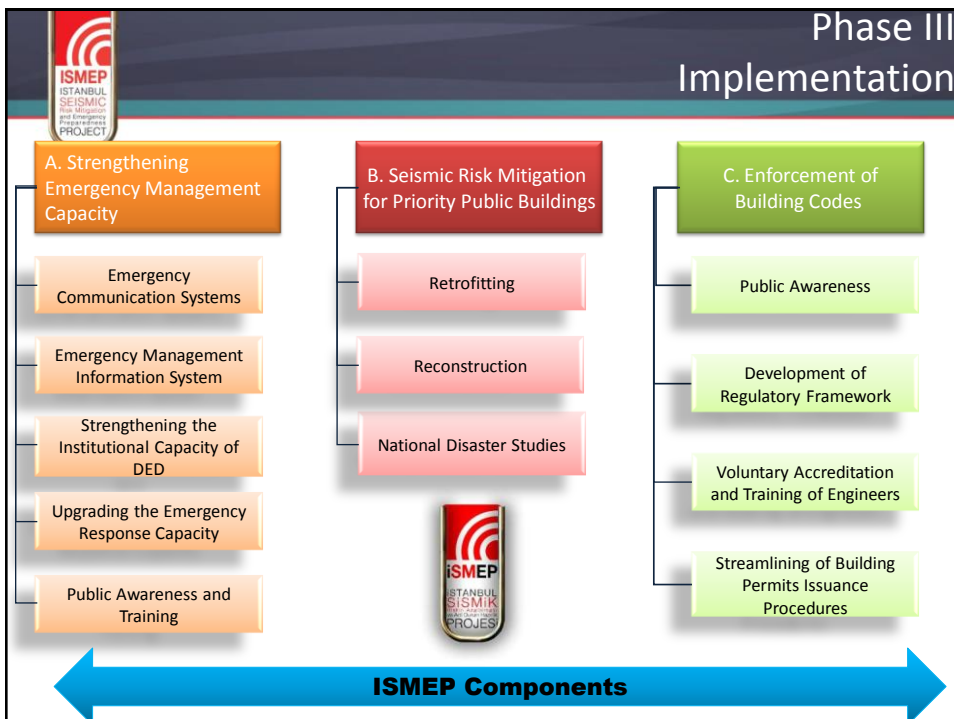 Phase III
Implementation
ISMEP
ISTANBUL
SEISMIC
Risk Mitigation
and Emergency
Preparedness
PROJECT
A. Strengthening
Emergency Management
Capacity
Emergency
Communication Systems
Emergency Management
Information System
Strengthening the
Institutional Capacity of
DED
Upgrading the Emergency
Response Capacity
Public Awareness and
Training
B. Seismic Risk Mitigation
for Priority Public Buildings
Retrofitting
Reconstruction
National Disaster Studies
iSMEP
İSTANBUL
SİSMİK
PROJESİ
C. Enforcement of
Building Codes
Public Awareness
Development of
Regulatory Framework
Voluntary Accreditation
and Training of Engineers
Streamlining of Building
Permits Issuance
Procedures
ISMEP Components